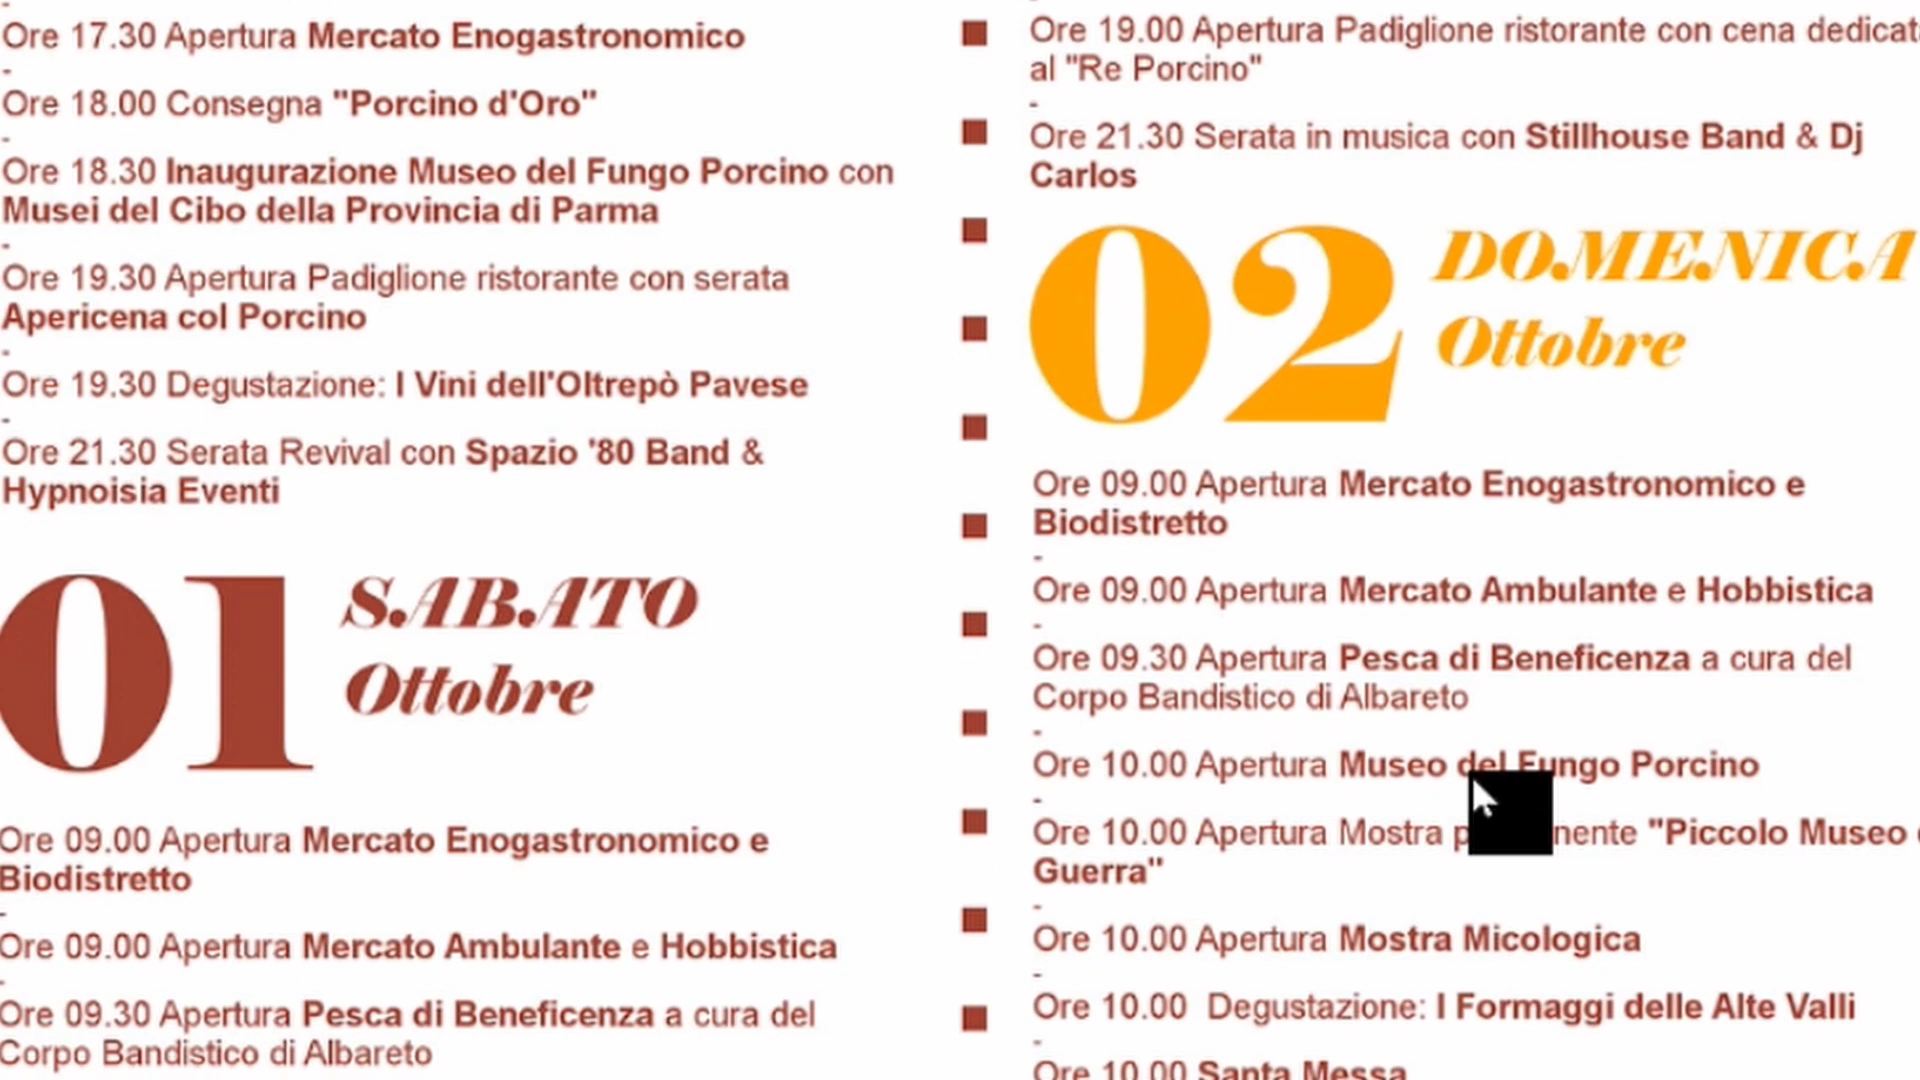 -
Ore 17.30 Apertura Mercato Enogastronomico
-
Ore 18.00 Consegna "Porcino d'Oro"
-
Ore 18.30 Inaugurazione Museo del Fungo Porcino con
Musei del Cibo della Provincia di Parma
-
Ore 19.30 Apertura Padiglione ristorante con serata
Apericena col Porcino
-
Ore 19.30 Degustazione: I Vini dell'Oltrepò Pavese
-
Ore 21.30 Serata Revival con Spazio '80 Band &
Hypnoisia Eventi
01 SABATO
Ottobre
Ore 09.00 Apertura Mercato Enogastronomico e
Biodistretto
-
Ore 09.00 Apertura Mercato Ambulante e Hobbistica
-
Ore 09.30 Apertura Pesca di Beneficenza a cura del
Corpo Bandistico di Albareto
Ore 19.00 Apertura Padiglione ristorante con cena
al "Re Porcino"
-
Ore 21.30 Serata in musica con Stillhouse Band & Dj
Carlos
02 DOMENICA
Ottobre
Ore 09.00 Apertura Mercato Enogastronomico e
Biodistretto
-
Ore 09.00 Apertura Mercato Ambulante e Hobbistica
-
Ore 09.30 Apertura Pesca di Beneficenza a cura del
Corpo Bandistico di Albareto
-
Ore 10.00 Apertura Museo del Fungo Porcino
-
Ore 10.00 Apertura Mostra "Piccolo Museo
Guerra"
-
Ore 10.00 Apertura Mostra Micologica
-
Ore 10.00 Degustazione: I Formaggi delle Alte Valli
-
Ore 10.00 Santa Messa